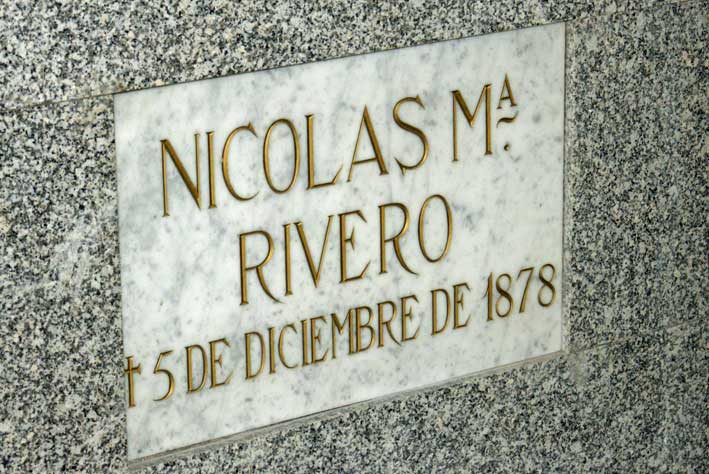 NICOLAS Mª.
RIVERO
† 5 DE DICIEMBRE DE 1878